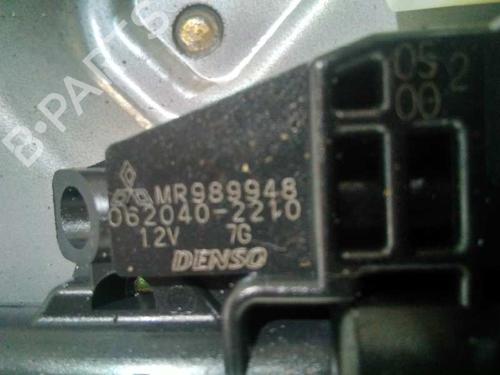 B-PARTS
05 2
00
MR989948
062040-2210
12V 7G
DENSO